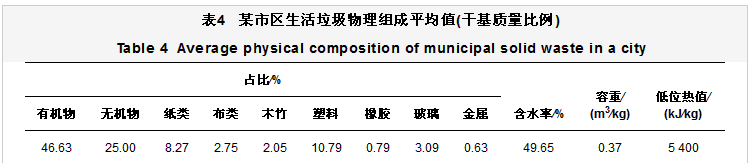 表4 某市区生活垃圾物理组成平均值(干基质量比例)
Table 4 Average physical composition of municipal solid waste in a city
占比/%
有机物 无机物 纸类 布类 木竹 塑料 橡胶 玻璃 金属 含水率/% 容重/(m³/kg) 低位热值/(kJ/kg)
46.63 25.00 8.27 2.75 2.05 10.79 0.79 3.09 0.63 49.65 0.37 5 400